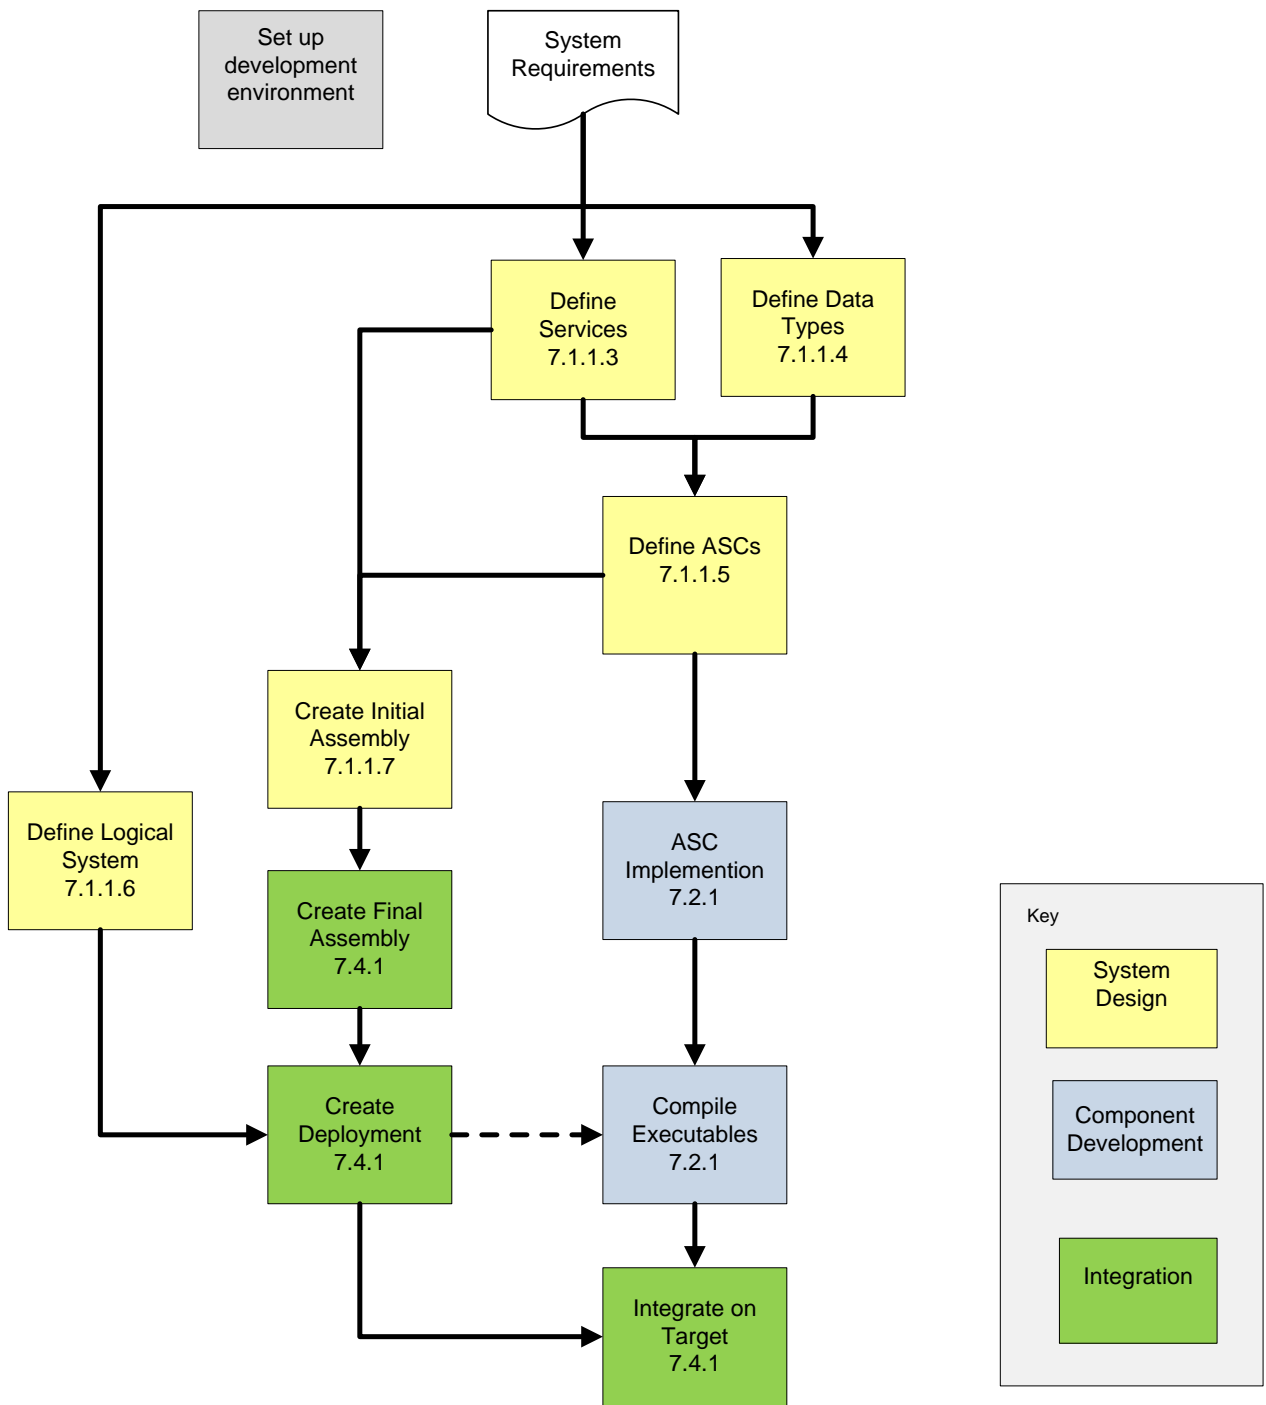 Set up
development
environment
System
Requirements
Define
Services
7.1.1.3
Define Data
Types
7.1.1.4
Define ASCs
7.1.1.5
Create Initial
Assembly
7.1.1.7
Define Logical
System
7.1.1.6
ASC
Implemention
7.2.1
Create Final
Assembly
7.4.1
Create
Deployment
7.4.1
Compile
Executables
7.2.1
Integrate on
Target
7.4.1
Key
System
Design
Component
Development
Integration